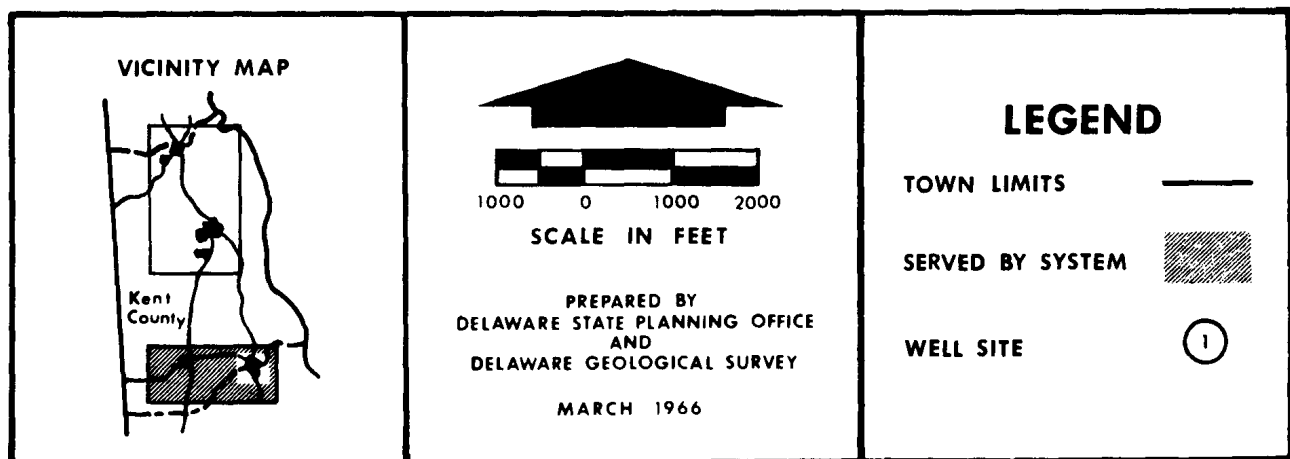 VICINITY MAP
Kent
County
1000 0 1000 2000
SCALE IN FEET
PREPARED BY
DELAWARE STATE PLANNING OFFICE
AND
DELAWARE GEOLOGICAL SURVEY
MARCH 1966
LEGEND
TOWN LIMITS
SERVED BY SYSTEM
WELL SITE
1